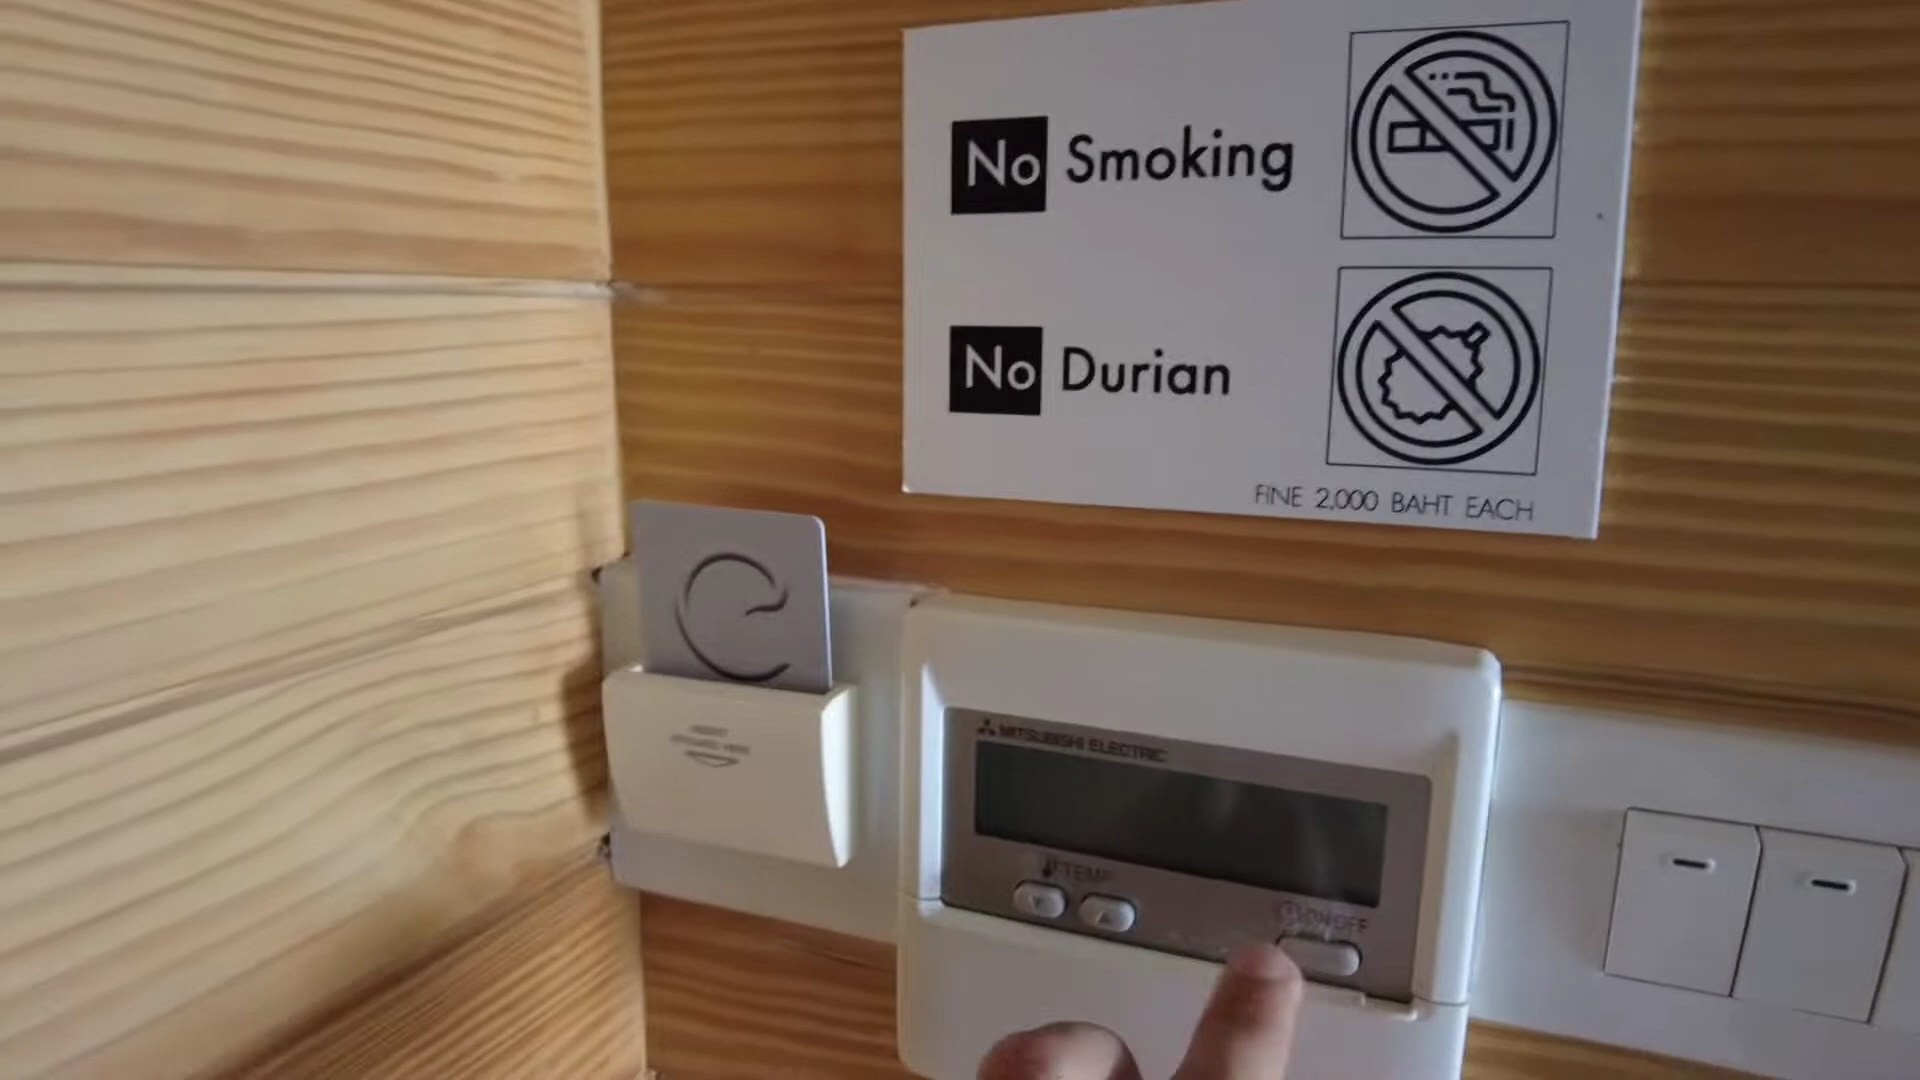 No Smoking
No Durian
FINE 2,000 BAHT EACH
MITSUBISHI ELECTRIC
TEMP
ON/OFF